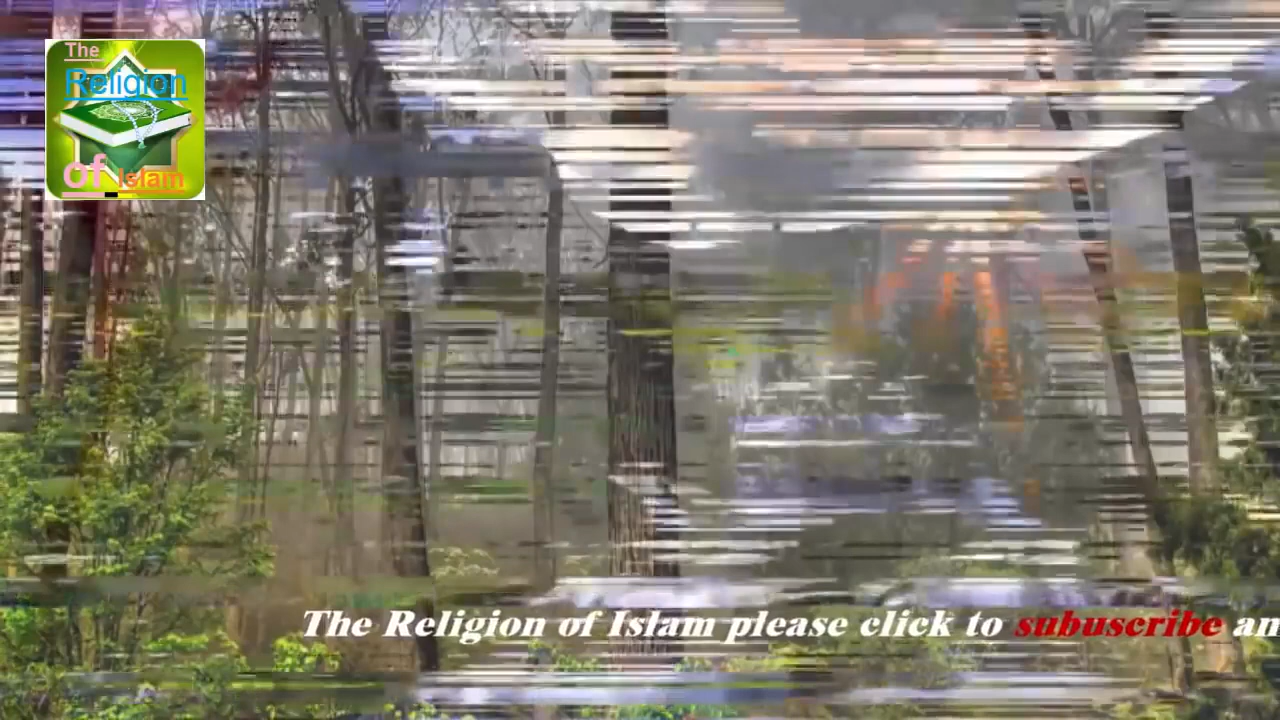 The
Religion
of Islam
The Religion of Islam please click to subuscribe an